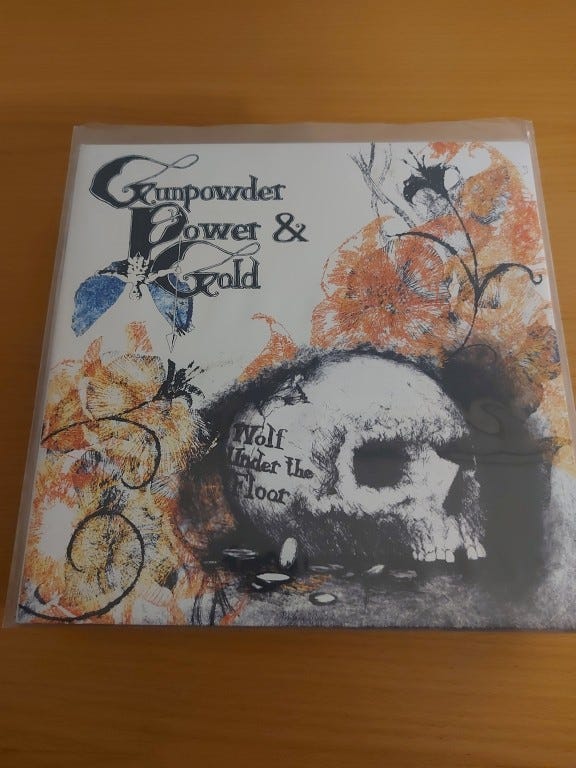 Gunpowder
Power &
Gold
Wolf
Under the
Floor